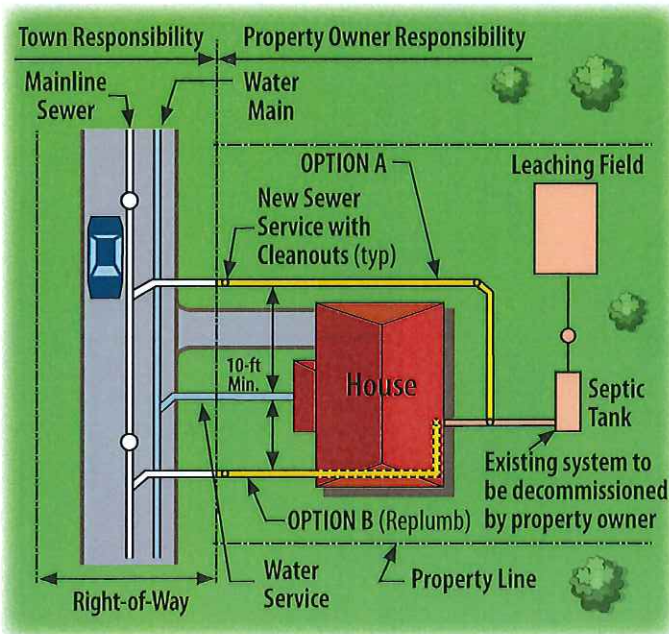 Town Responsibility
Property Owner Responsibility
Mainline
Sewer
Water
Main
OPTION A
Leaching Field
New Sewer
Service with
Cleanouts (typ)
10-ft
Min.
House
Septic
Tank
Existing system to
be decommissioned
by property owner
OPTION B (Replumb)
Water
Service
Property Line
Right-of-Way